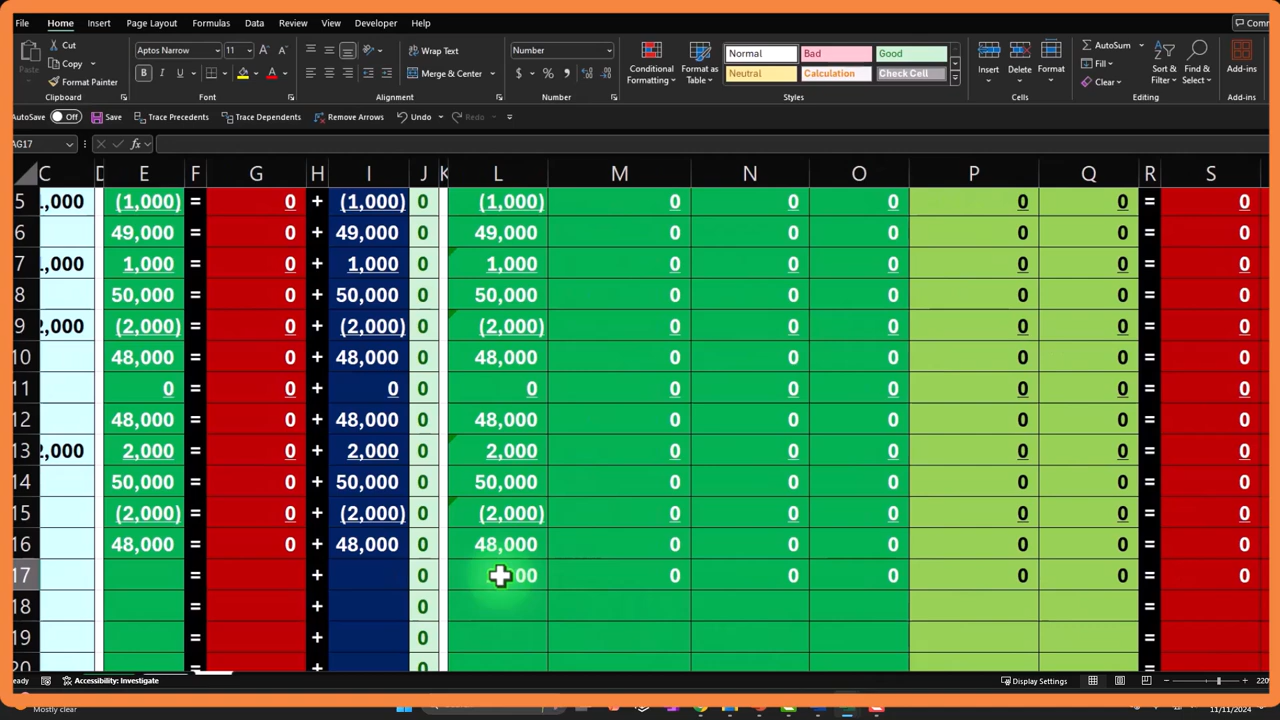 File Home Insert Page Layout Formulas Data Review View Developer Help
Cut
Copy
Format Painter
Paste
Clipboard
Aptos Narrow 11
B I U
Font
Wrap Text
Merge & Center
Alignment
Number
$ % 9
Number
Conditional Formatting
Format as Table
Normal Bad Good
Neutral Calculation Check Cell
Styles
Insert Delete Format
Cells
AutoSum
Fill
Clear
Sort & Filter
Find & Select
Editing
Add-ins
Add-ins
AutoSave Off Save Trace Precedents Trace Dependents Remove Arrows Undo Redo
AG17 fx
C D E F G H I J K L M N O P Q R S
5 1,000 (1,000) = 0 + (1,000) 0 (1,000) 0 0 0 0 0 = 0
6 49,000 = 0 + 49,000 0 49,000 0 0 0 0 0 = 0
7 1,000 1,000 = 0 + 1,000 0 1,000 0 0 0 0 0 = 0
8 50,000 = 0 + 50,000 0 50,000 0 0 0 0 0 = 0
9 2,000 (2,000) = 0 + (2,000) 0 (2,000) 0 0 0 0 0 = 0
10 48,000 = 0 + 48,000 0 48,000 0 0 0 0 0 = 0
11 0 = 0 + 0 0 0 0 0 0 0 0 = 0
12 48,000 = 0 + 48,000 0 48,000 0 0 0 0 0 = 0
13 2,000 2,000 = 0 + 2,000 0 2,000 0 0 0 0 0 = 0
14 50,000 = 0 + 50,000 0 50,000 0 0 0 0 0 = 0
15 (2,000) = 0 + (2,000) 0 (2,000) 0 0 0 0 0 = 0
16 48,000 = 0 + 48,000 0 48,000 0 0 0 0 0 = 0
17 = + 0 00 0 0 0 0 0 = 0
18 = + 0 =
19 = + 0 =
20 = + 0 =
Accessibility: Investigate Display Settings 220
Mostly clear 11/11/2024